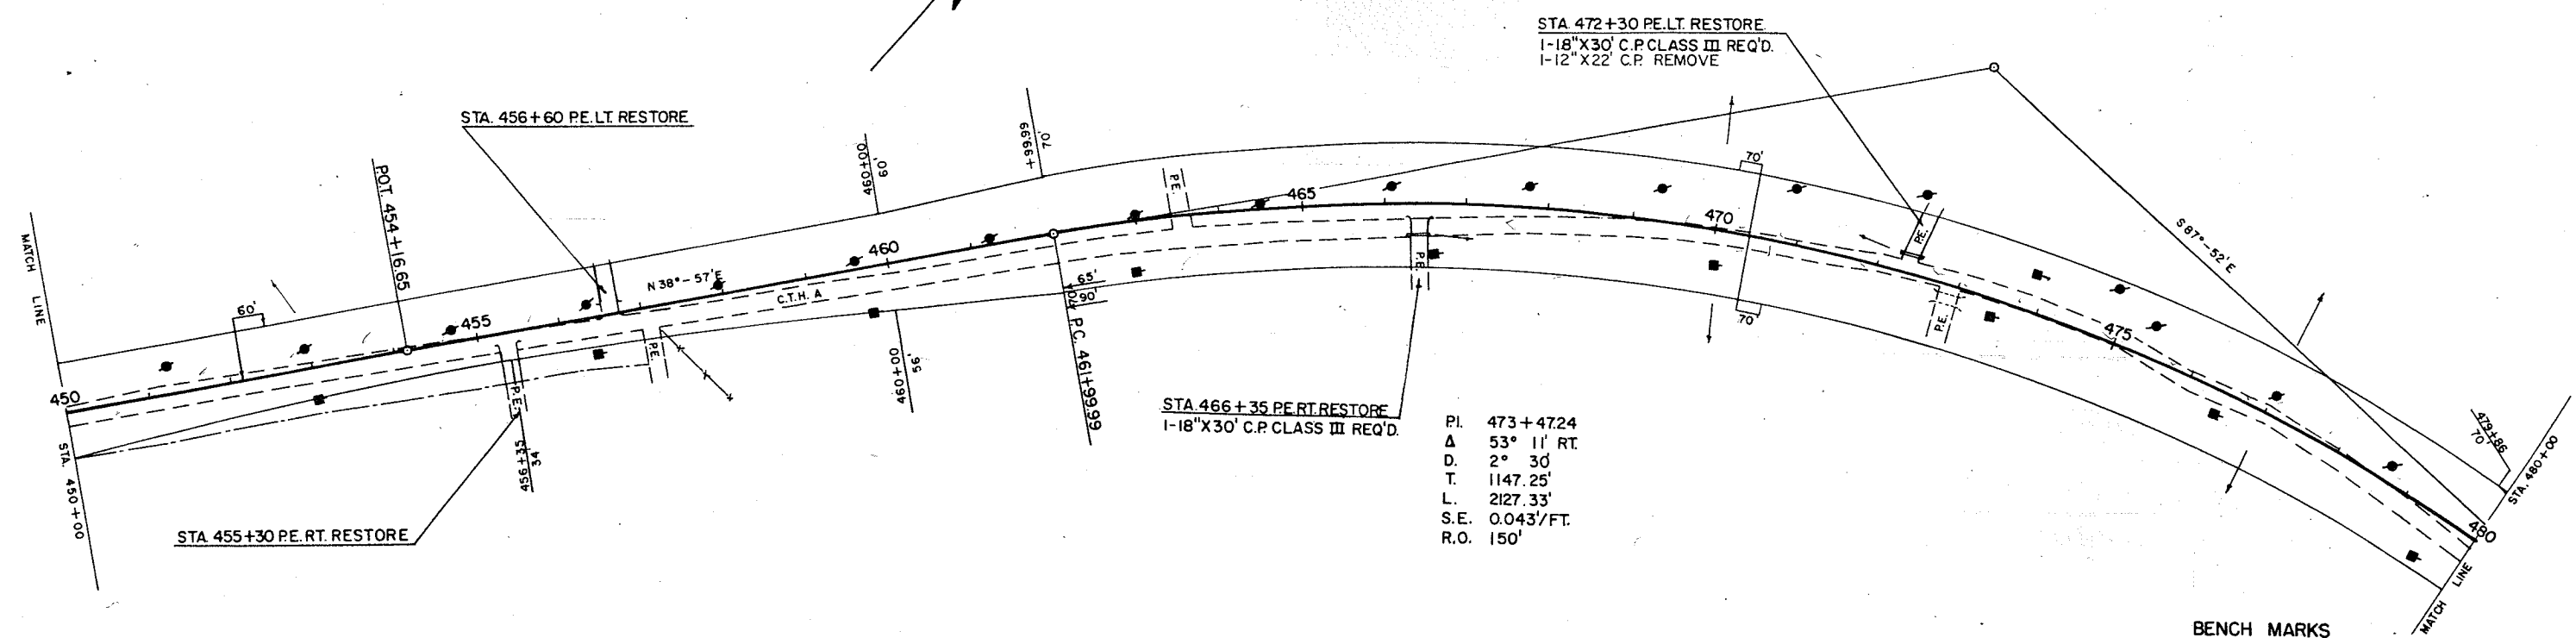 STA. 472+30 P.E. LT. RESTORE
1-18"X30' C.P. CLASS III REQ'D.
1-12"X22' C.P. REMOVE
STA. 456+60 P.E. LT. RESTORE
P.O.T. 454+16.65
460+00
60'
+99.99
70'
P.E.
465
70'
470
P.E.
S 87°-52' E
MATCH LINE
60'
455
N 38°-57' E
460
C.T.H. A
65'
90'
70'
P.C. 461+99.99
P.E.
70
P.E.
475
450
STA. 450+00
P.E.
P.E.
456+35
34
460+00
56'
479+86
70'
STA. 480+00
480
MATCH LINE
STA. 466+35 P.E. RT. RESTORE
1-18"X30' C.P. CLASS III REQ'D.
STA. 455+30 P.E. RT. RESTORE
P.I. 473+47.24
Δ 53° 11' RT.
D. 2° 30'
T. 1147.25'
L. 2127.33'
S.E. 0.043'/FT.
R.O. 150'
BENCH MARKS